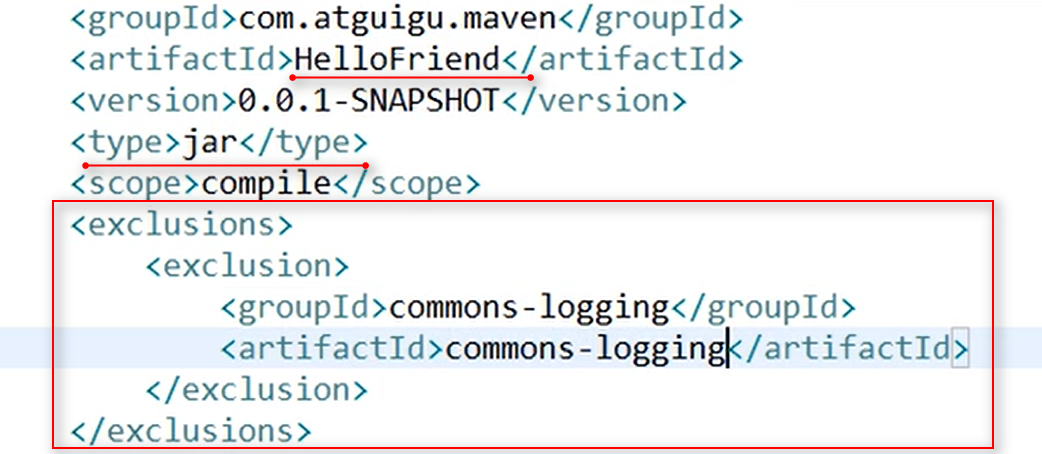 <groupId>com.atguigu.maven</groupId>
<artifactId>HelloFriend</artifactId>
<version>0.0.1-SNAPSHOT</version>
<type>jar</type>
<scope>compile</scope>
<exclusions>
<exclusion>
<groupId>commons-logging</groupId>
<artifactId>commons-logging</artifactId>
</exclusion>
</exclusions>